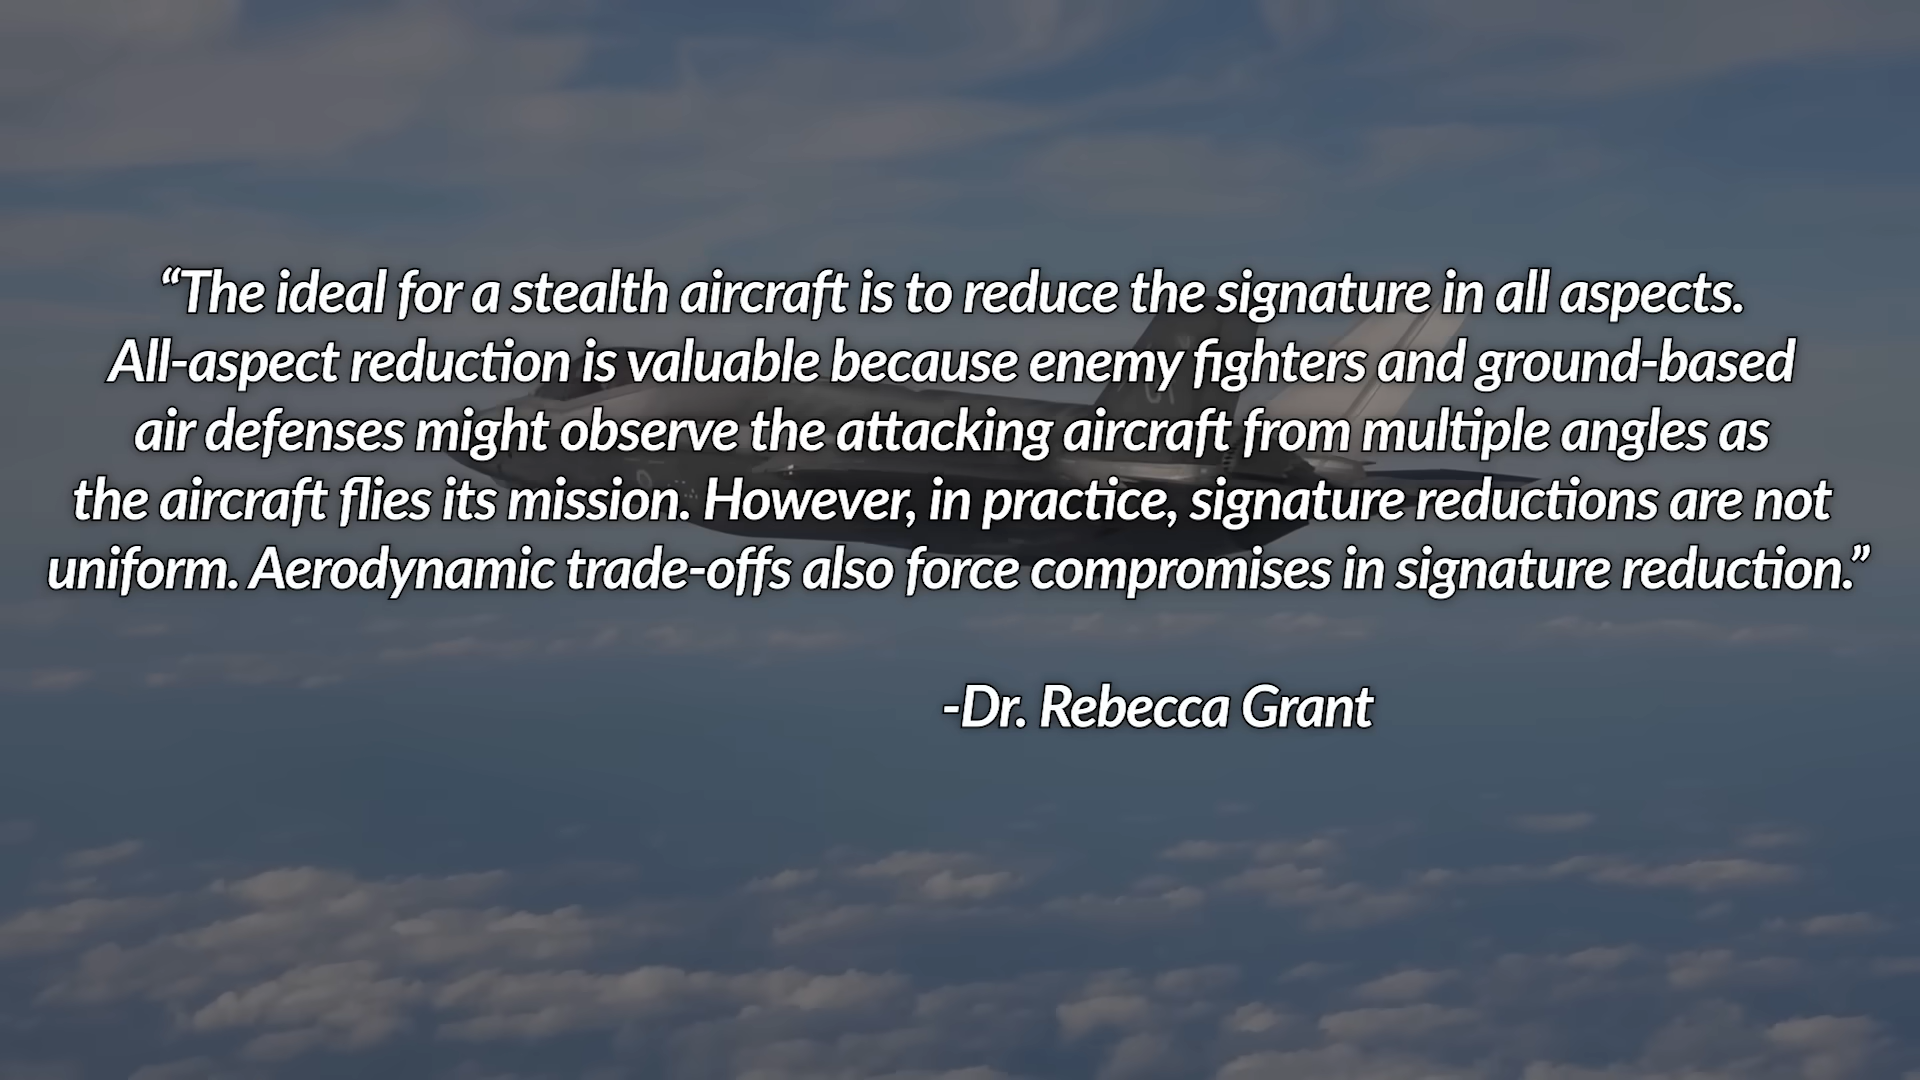 “The ideal for a stealth aircraft is to reduce the signature in all aspects.
All-aspect reduction is valuable because enemy fighters and ground-based
air defenses might observe the attacking aircraft from multiple angles as
the aircraft flies its mission. However, in practice, signature reductions are not
uniform. Aerodynamic trade-offs also force compromises in signature reduction.”
-Dr. Rebecca Grant